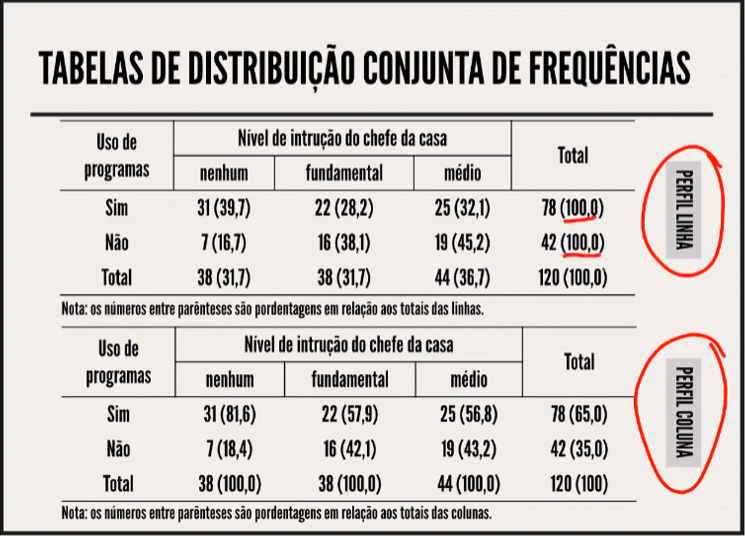 TABELAS DE DISTRIBUIÇÃO CONJUNTA DE FREQUÊNCIAS
Uso de programas Nível de intrução do chefe da casa Total
nenhum fundamental médio
Sim 31 (39,7) 22 (28,2) 25 (32,1) 78 (100,0)
Não 7 (16,7) 16 (38,1) 19 (45,2) 42 (100,0)
Total 38 (31,7) 38 (31,7) 44 (36,7) 120 (100,0)
Nota: os números entre parênteses são pordentagens em relação aos totais das linhas.
PERFIL LINHA
Uso de programas Nível de intrução do chefe da casa Total
nenhum fundamental médio
Sim 31 (81,6) 22 (57,9) 25 (56,8) 78 (65,0)
Não 7 (18,4) 16 (42,1) 19 (43,2) 42 (35,0)
Total 38 (100,0) 38 (100,0) 44 (100,0) 120 (100)
Nota: os números entre parênteses são pordentagens em relação aos totais das colunas.
PERFIL COLUNA